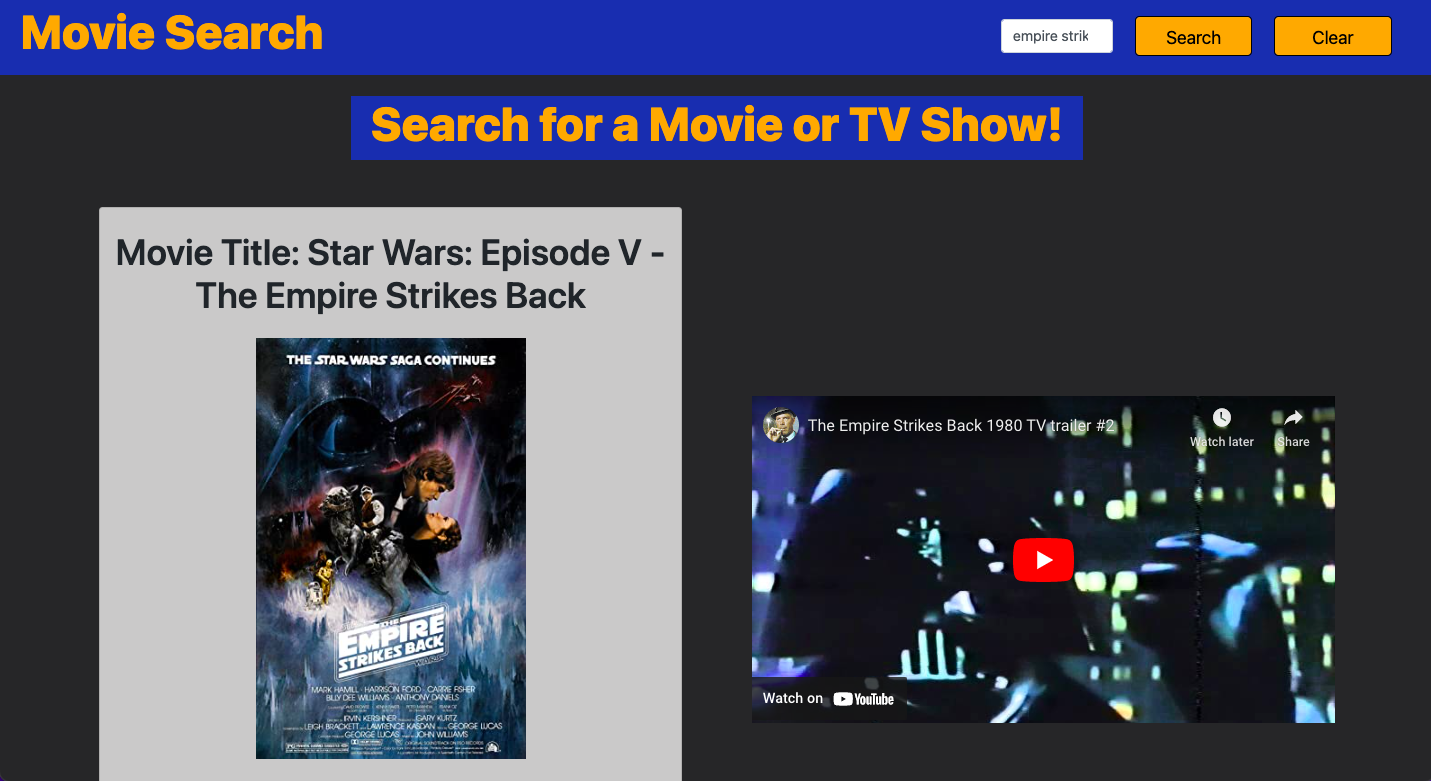 Movie Search
empire strik
Search
Clear
Search for a Movie or TV Show!
Movie Title: Star Wars: Episode V -
The Empire Strikes Back
THE STAR WARS SAGA CONTINUES
THE
EMPIRE
STRIKES BACK
MARK HAMILL · HARRISON FORD · CARRIE FISHER
BILLY DEE WILLIAMS · ANTHONY DANIELS
IRVIN KERSHNER GARY KURTZ
LEIGH BRACKETT LAWRENCE KASDAN GEORGE LUCAS
GEORGE LUCAS JOHN WILLIAMS
The Empire Strikes Back 1980 TV trailer #2
Watch later
Share
Watch on YouTube